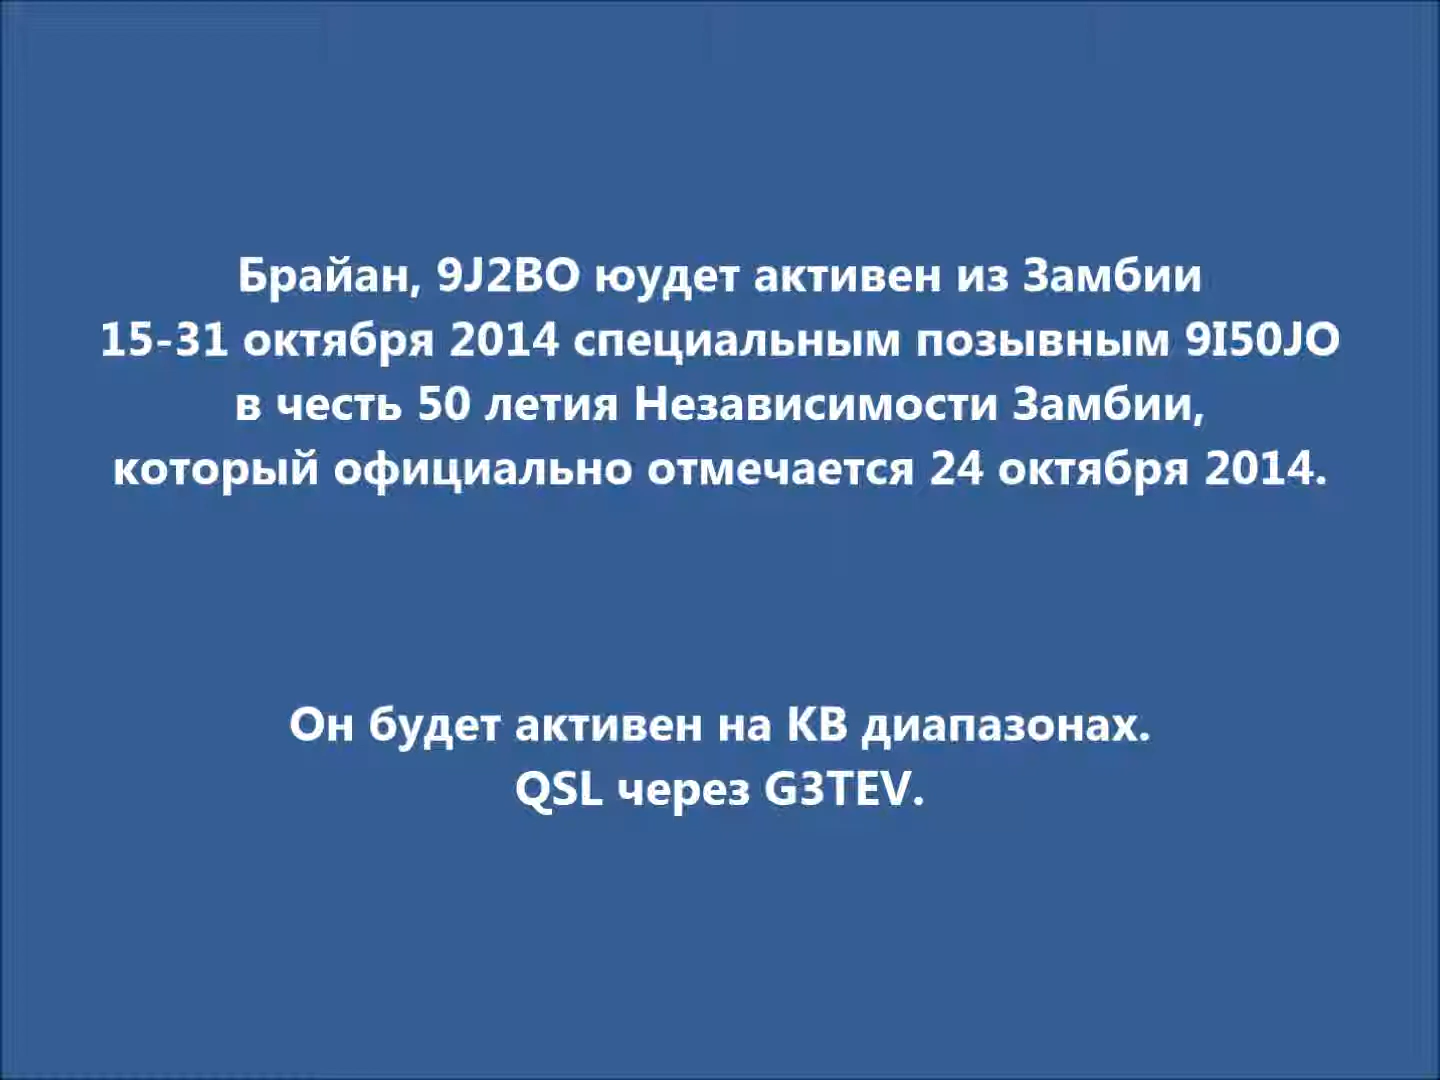 Брайан, 9J2BO юудет активен из Замбии
15-31 октября 2014 специальным позывным 9I50JO
в честь 50 летия Независимости Замбии,
который официально отмечается 24 октября 2014.
Он будет активен на КВ диапазонах.
QSL через G3TEV.